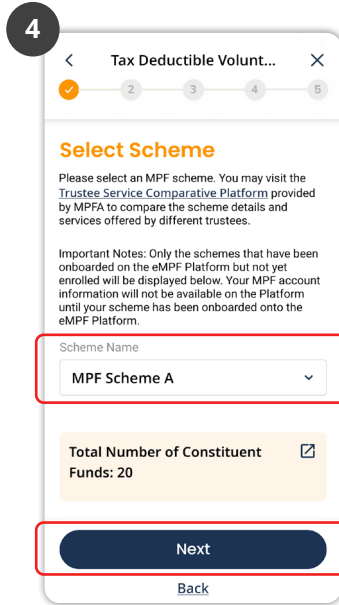 4
Tax Deductible Volunt...
2 3 4 5
Select Scheme
Please select an MPF scheme. You may visit the
Trustee Service Comparative Platform provided
by MPFA to compare the scheme details and
services offered by different trustees.
Important Notes: Only the schemes that have been
onboarded on the eMPF Platform but not yet
enrolled will be displayed below. Your MPF account
information will not be available on the Platform
until your scheme has been onboarded onto the
eMPF Platform.
Scheme Name
MPF Scheme A
Total Number of Constituent
Funds: 20
Next
Back